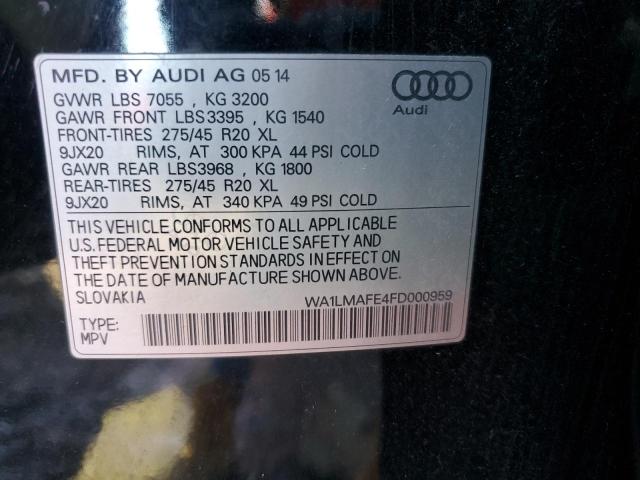 MFD. BY AUDI AG 05 14
GVWR LBS 7055 , KG 3200
GAWR FRONT LBS3395 , KG 1540
FRONT-TIRES 275/45 R20 XL
9JX20 RIMS, AT 300 KPA 44 PSI COLD
GAWR REAR LBS3968 , KG 1800
REAR-TIRES 275/45 R20 XL
9JX20 RIMS, AT 340 KPA 49 PSI COLD
Audi
THIS VEHICLE CONFORMS TO ALL APPLICABLE
U.S. FEDERAL MOTOR VEHICLE SAFETY AND
THEFT PREVENTION STANDARDS IN EFFECT ON
THE DATE OF MANUFACTURE SHOWN ABOVE.
SLOVAKIA WA1LMAFE4FD000959
TYPE:
MPV